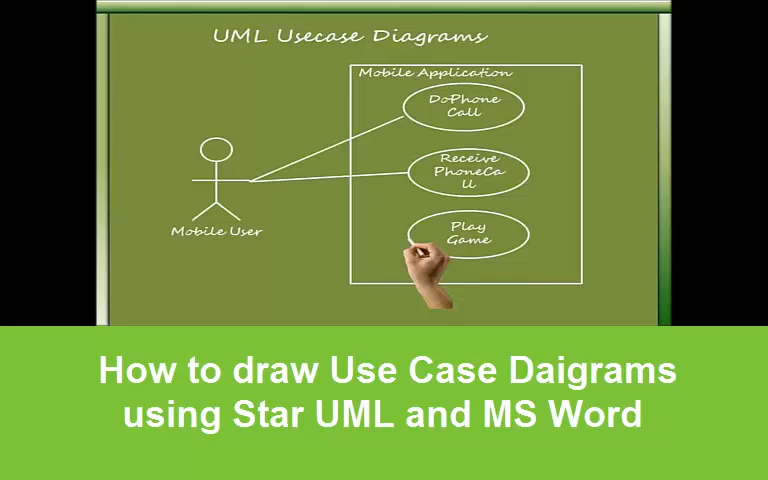 UML Usecase Diagrams
Mobile Application
DoPhone
Call
Receive
PhoneCa
ll
Play
Game
Mobile User
How to draw Use Case Daigrams
using Star UML and MS Word